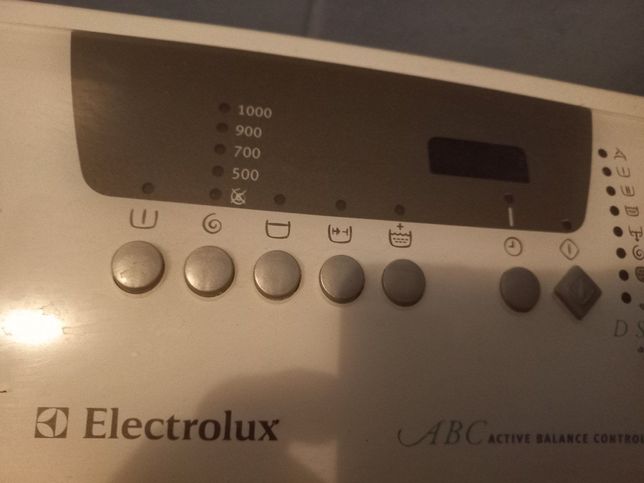 1000
900
700
500
Electrolux
ABC ACTIVE BALANCE CONTROL
D S